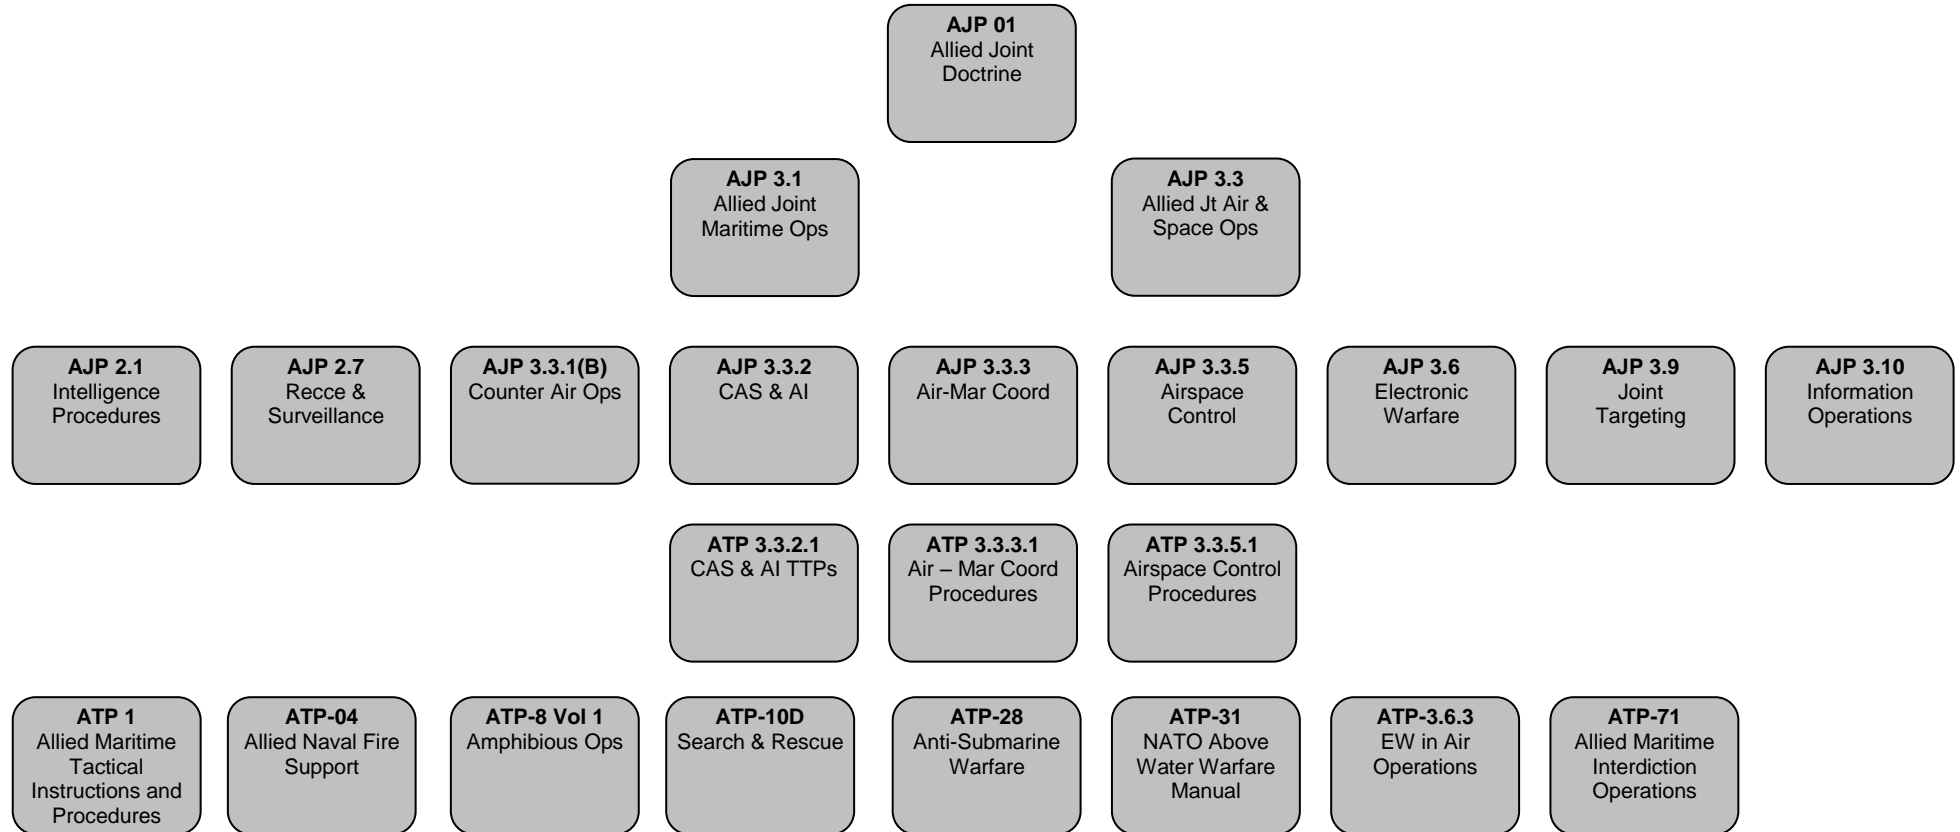 AJP 01
Allied Joint
Doctrine
AJP 3.1
Allied Joint
Maritime Ops
AJP 3.3
Allied Jt Air &
Space Ops
AJP 2.1
Intelligence
Procedures
AJP 2.7
Recce &
Surveillance
AJP 3.3.1(B)
Counter Air Ops
AJP 3.3.2
CAS & AI
AJP 3.3.3
Air-Mar Coord
AJP 3.3.5
Airspace
Control
AJP 3.6
Electronic
Warfare
AJP 3.9
Joint
Targeting
AJP 3.10
Information
Operations
ATP 3.3.2.1
CAS & AI TTPs
ATP 3.3.3.1
Air – Mar Coord
Procedures
ATP 3.3.5.1
Airspace Control
Procedures
ATP 1
Allied Maritime
Tactical
Instructions and
Procedures
ATP-04
Allied Naval Fire
Support
ATP-8 Vol 1
Amphibious Ops
ATP-10D
Search & Rescue
ATP-28
Anti-Submarine
Warfare
ATP-31
NATO Above
Water Warfare
Manual
ATP-3.6.3
EW in Air
Operations
ATP-71
Allied Maritime
Interdiction
Operations